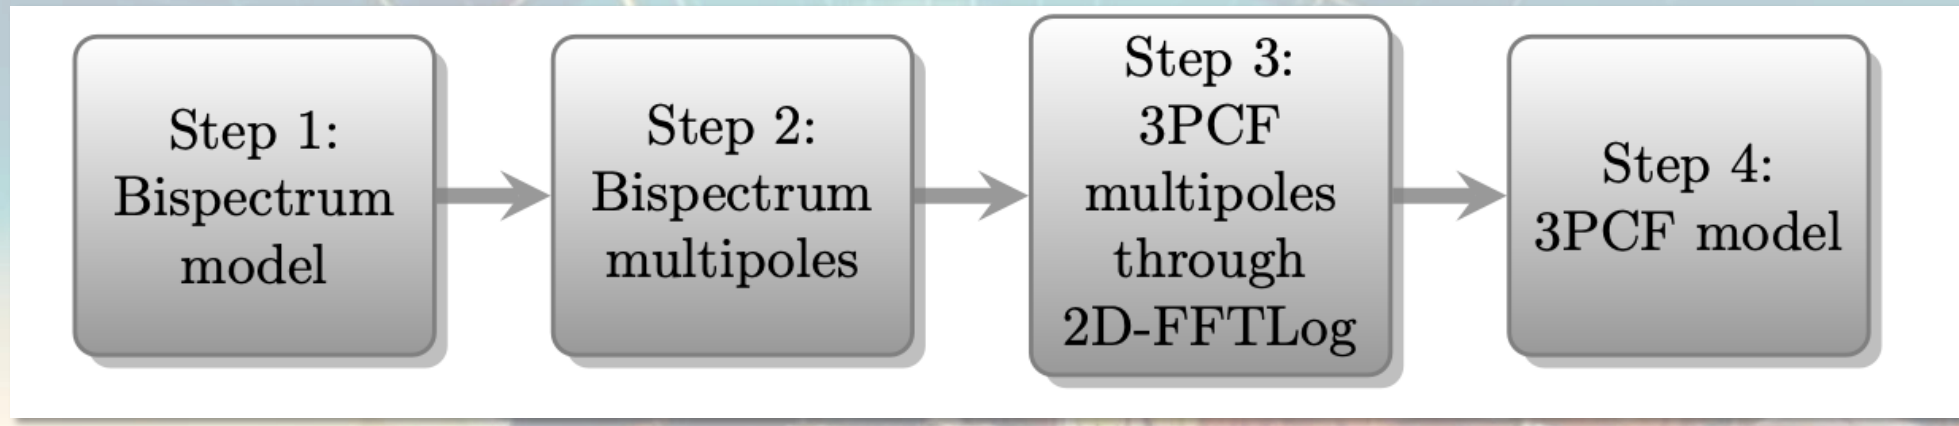 Step 1:
Bispectrum
model
Step 2:
Bispectrum
multipoles
Step 3:
3PCF
multipoles
through
2D-FFTLog
Step 4:
3PCF model